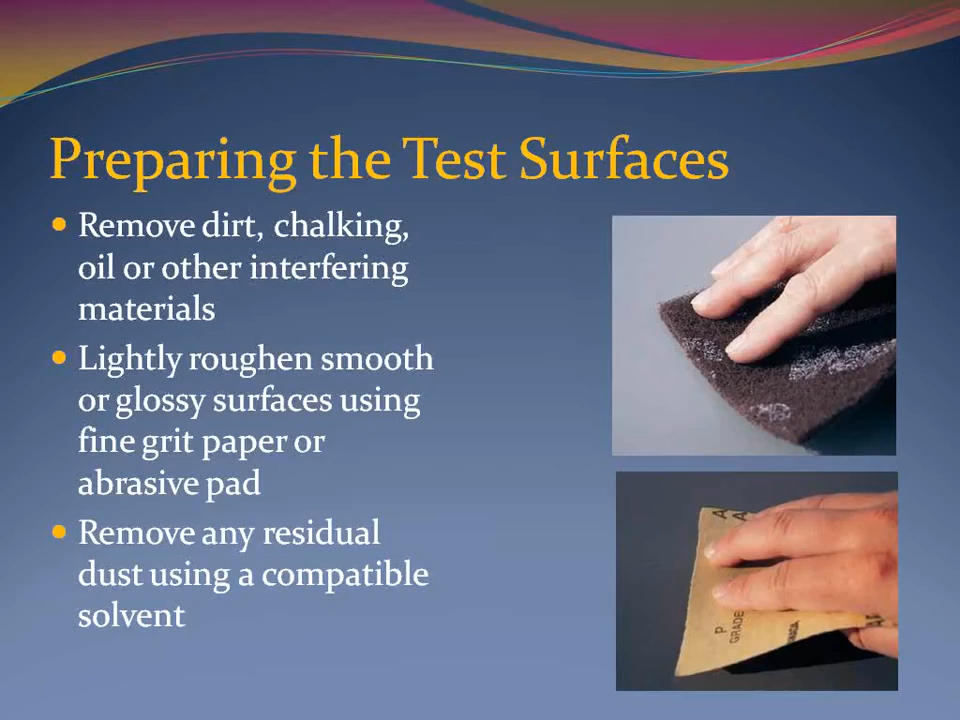 Preparing the Test Surfaces
Remove dirt, chalking,
oil or other interfering
materials
Lightly roughen smooth
or glossy surfaces using
fine grit paper or
abrasive pad
Remove any residual
dust using a compatible
solvent
P
GRADE